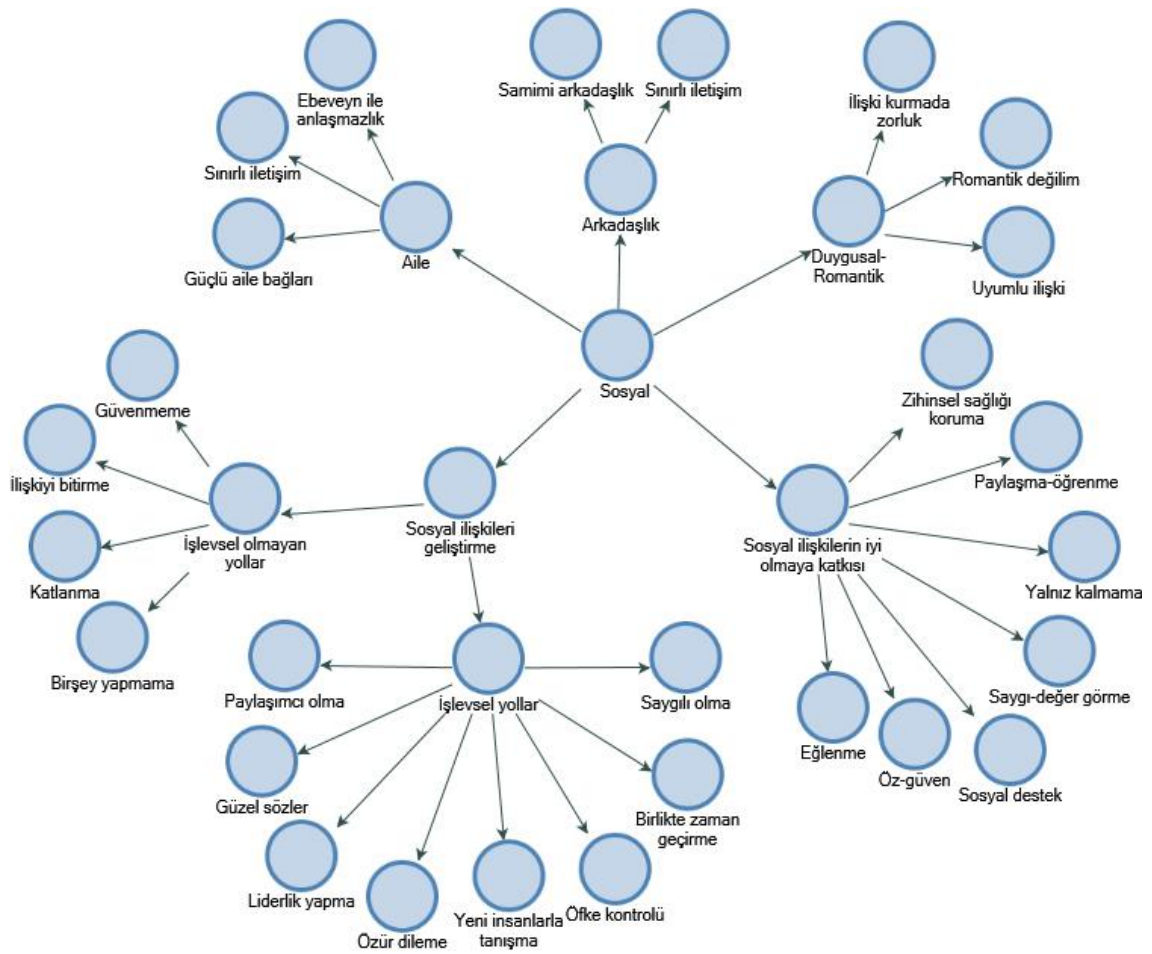 Ebeveyn ile
anlaşmazlık
Sınırlı iletişim
Güçlü aile bağları
Aile
Samimi arkadaşlık
Sınırlı iletişim
Arkadaşlık
İlişki kurmada
zorluk
Romantik değilim
Uyumlu ilişki
Duygusal-
Romantik
Sosyal
Güvenmeme
İlişkiyi bitirme
Katlanma
Birşey yapmama
İşlevsel olmayan
yollar
Sosyal ilişkileri
geliştirme
Zihinsel sağlığı
koruma
Paylaşma-öğrenme
Sosyal ilişkilerin iyi
olmaya katkısı
Yalnız kalmama
Saygı-değer görme
Eğlenme
Öz-güven
Sosyal destek
Paylaşımcı olma
İşlevsel yollar
Saygılı olma
Güzel sözler
Birlikte zaman
geçirme
Liderlik yapma
Özür dileme
Yeni insanlarla
tanışma
Öfke kontrolü